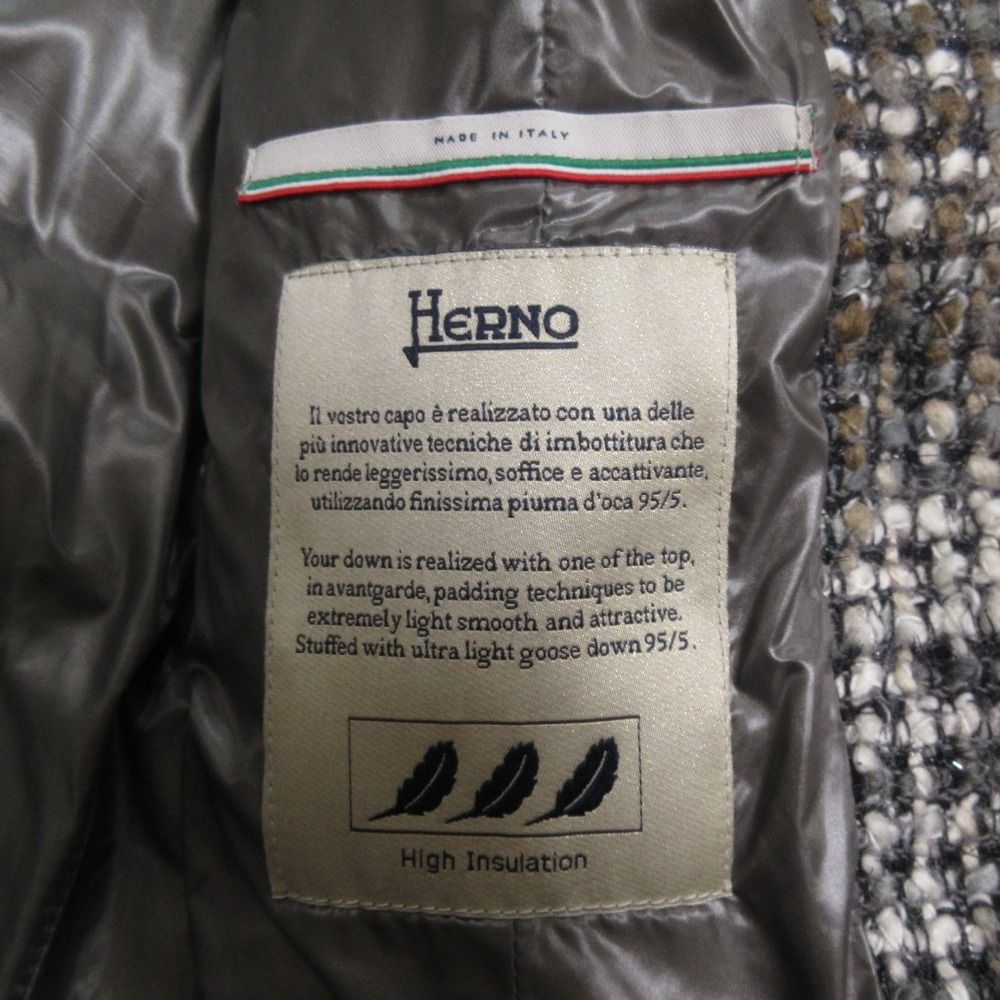 MADE IN ITALY
HERNO
Il vostro capo è realizzato con una delle
più innovative tecniche di imbottitura che
lo rende leggerissimo, soffice e accattivante,
utilizzando finissima piuma d'oca 95/5.
Your down is realized with one of the top,
in avantgarde, padding techniques to be
extremely light smooth and attractive.
Stuffed with ultra light goose down 95/5.
High Insulation